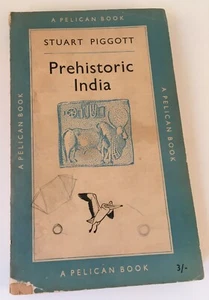 A PELICAN BOOK
STUART PIGGOTT
Prehistoric
India
A PELICAN BOOK
A PELICAN BOOK
A PELICAN BOOK
3/-